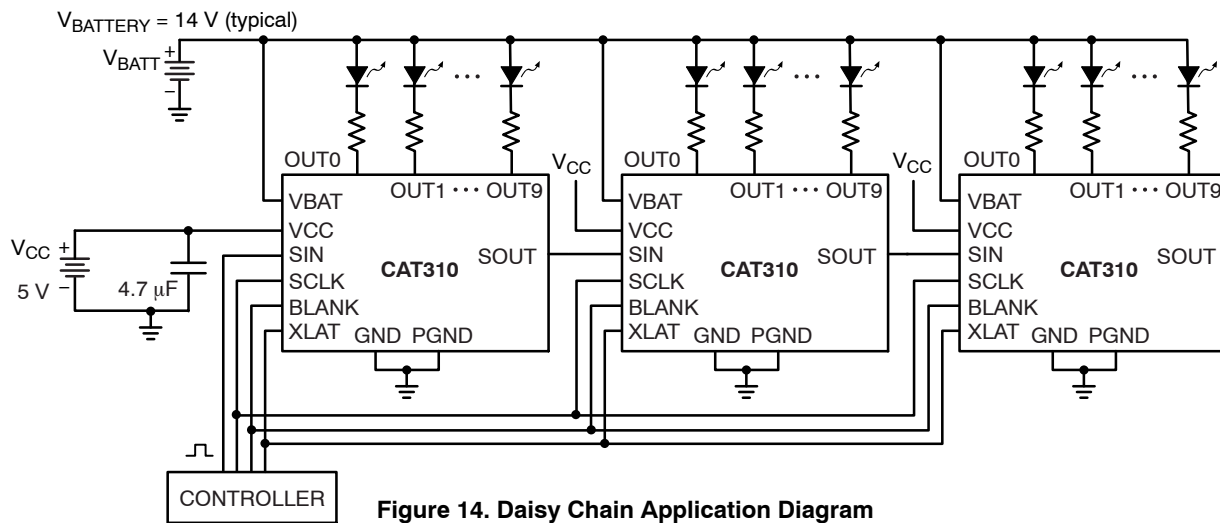 V_BATTERY = 14 V (typical)
V_BATT
+
−
OUT0
OUT1 ··· OUT9
VBAT
VCC
SIN
SCLK
BLANK
XLAT
CAT310
SOUT
GND PGND
V_CC
+
−
5 V
4.7 µF
V_CC
OUT0
OUT1 ··· OUT9
VBAT
VCC
SIN
SCLK
BLANK
XLAT
CAT310
SOUT
GND PGND
V_CC
OUT0
OUT1 ··· OUT9
VBAT
VCC
SIN
SCLK
BLANK
XLAT
CAT310
GND PGND
CONTROLLER
Figure 14. Daisy Chain Application Diagram